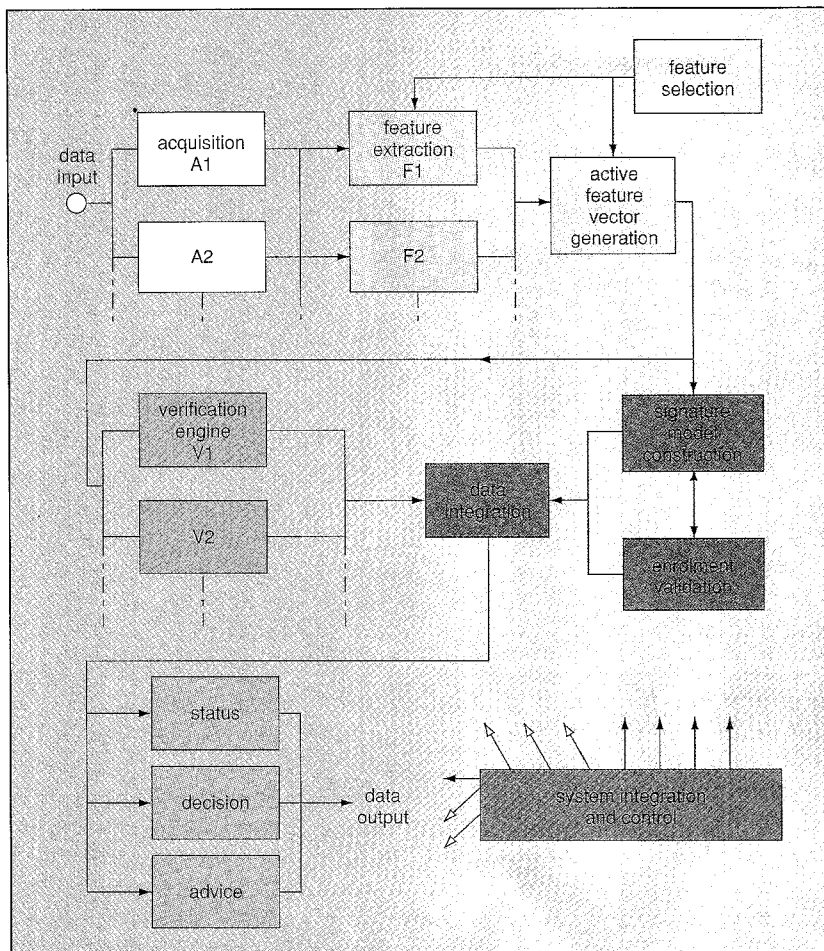 feature
selection
data
input
acquisition
A1
feature
extraction
F1
active
feature
vector
generation
A2
F2
verification
engine
V1
signature
model
construction
data
integration
V2
enrolment
validation
status
decision
advice
data
output
system integration
and control